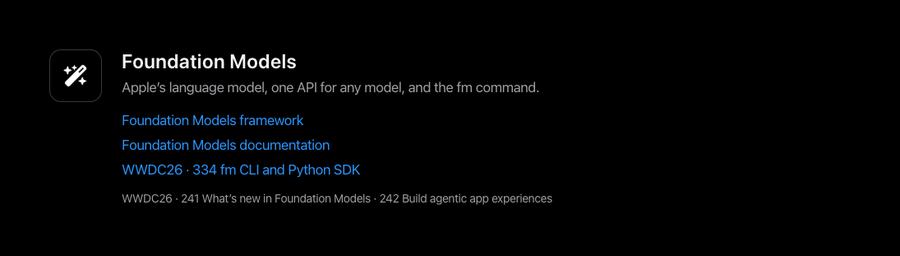 Foundation Models
Apple’s language model, one API for any model, and the fm command.
Foundation Models framework
Foundation Models documentation
WWDC26 · 334 fm CLI and Python SDK
WWDC26 · 241 What’s new in Foundation Models · 242 Build agentic app experiences